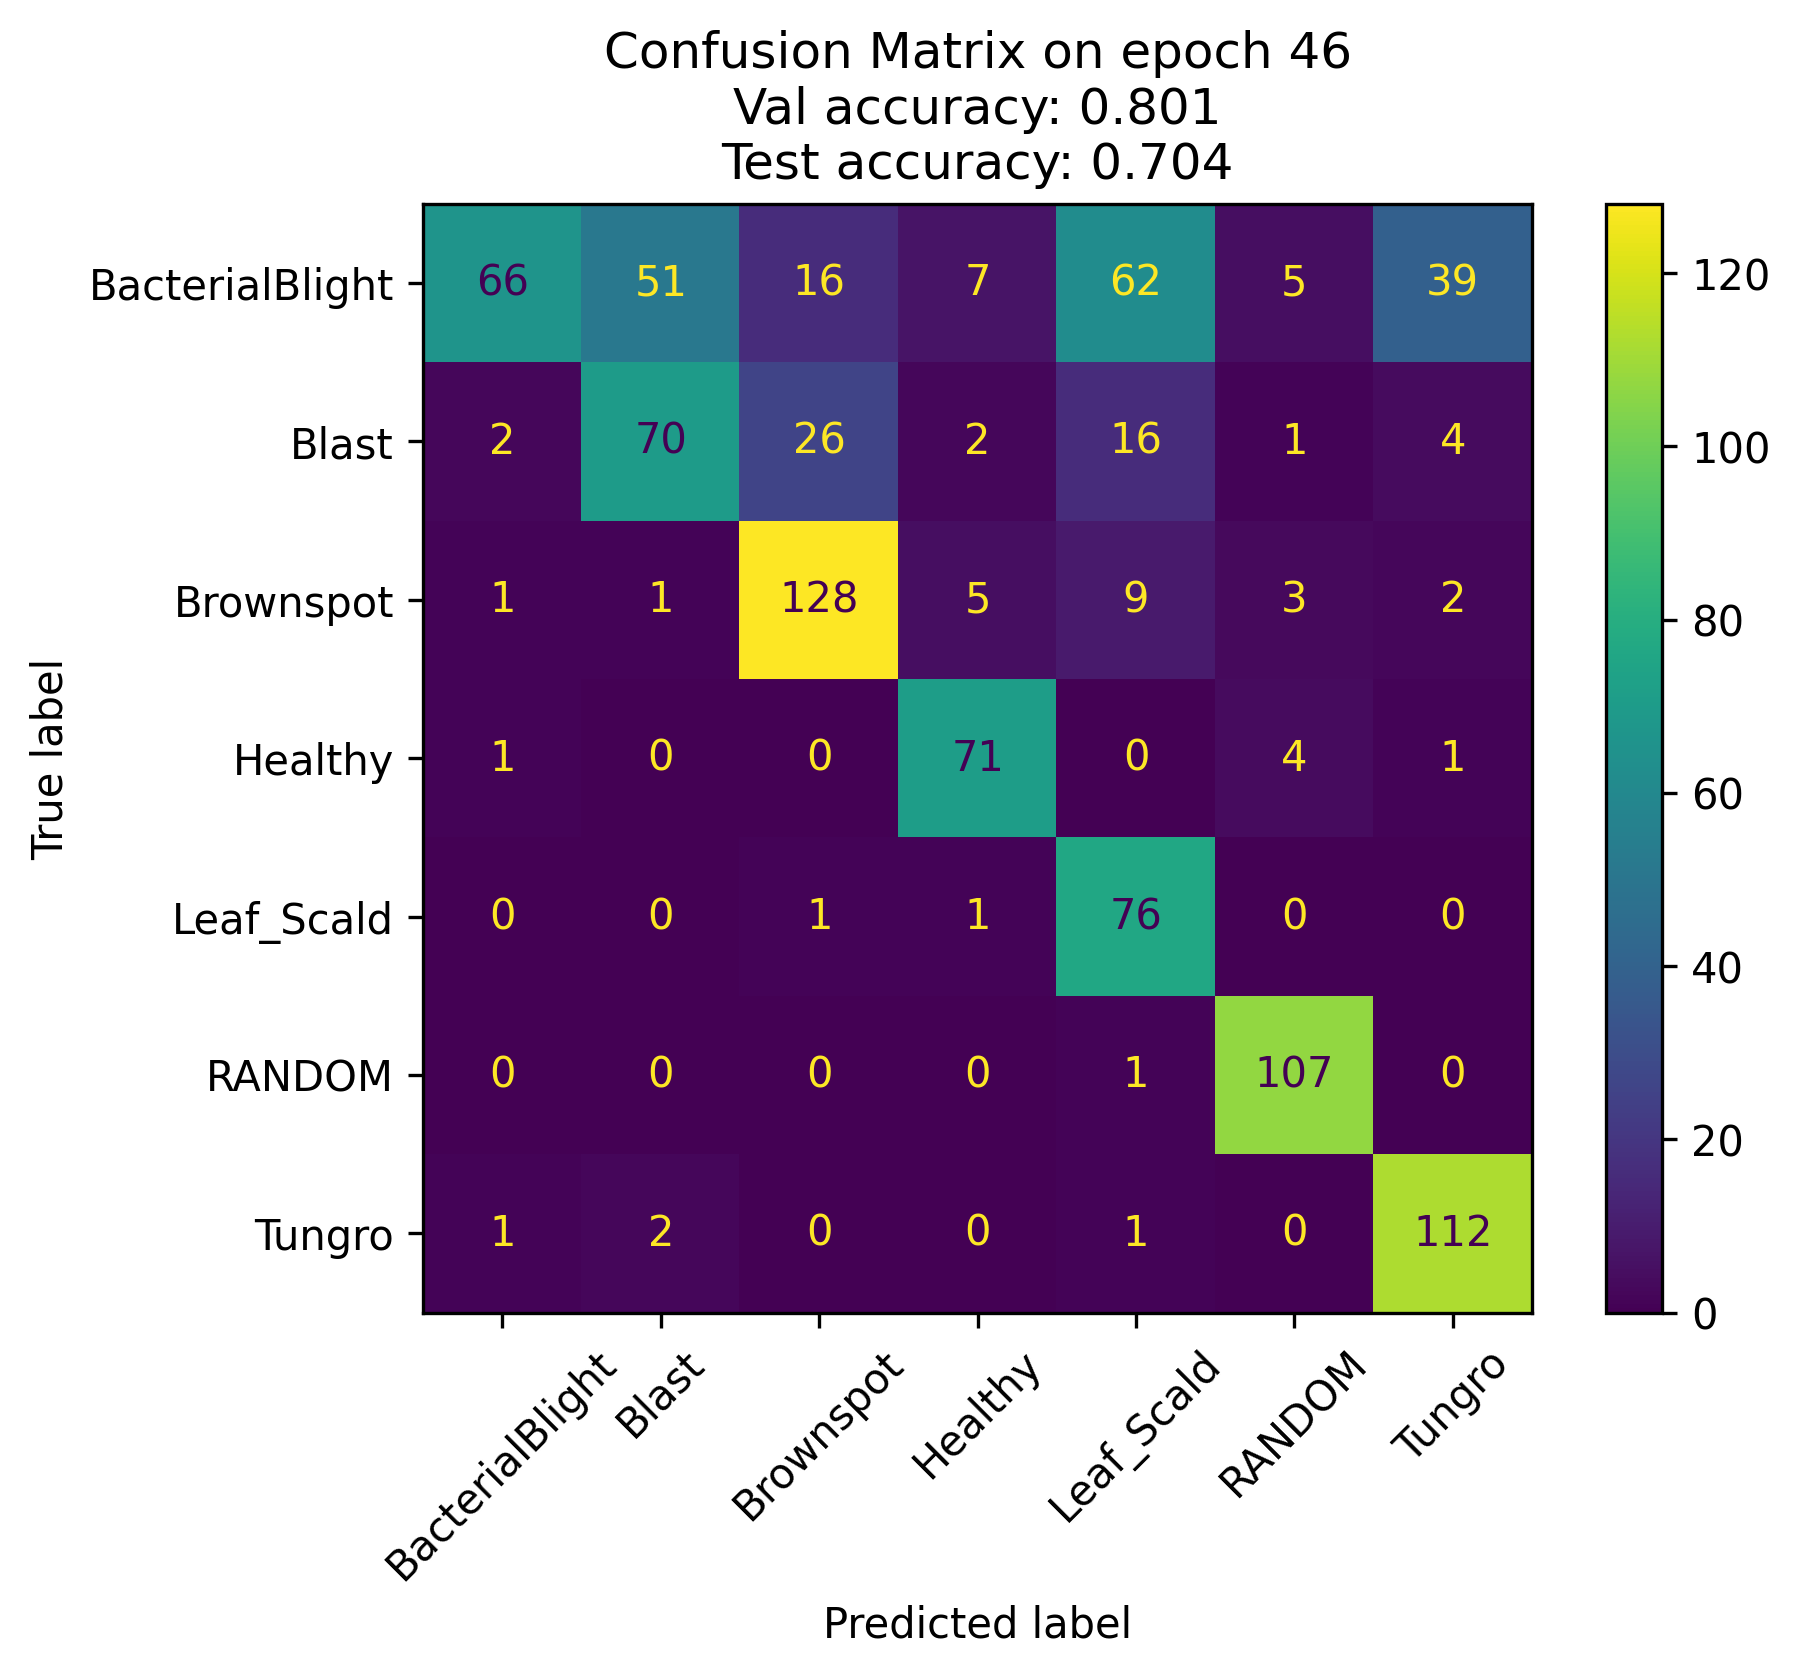 Confusion Matrix on epoch 46
Val accuracy: 0.801
Test accuracy: 0.704
True label
BacterialBlight 66 51 16 7 62 5 39
Blast 2 70 26 2 16 1 4
Brownspot 1 1 128 5 9 3 2
Healthy 1 0 0 71 0 4 1
Leaf_Scald 0 0 1 1 76 0 0
RANDOM 0 0 0 0 1 107 0
Tungro 1 2 0 0 1 0 112
BacterialBlight Blast Brownspot Healthy Leaf_Scald RANDOM Tungro
Predicted label
120
100
80
60
40
20
0